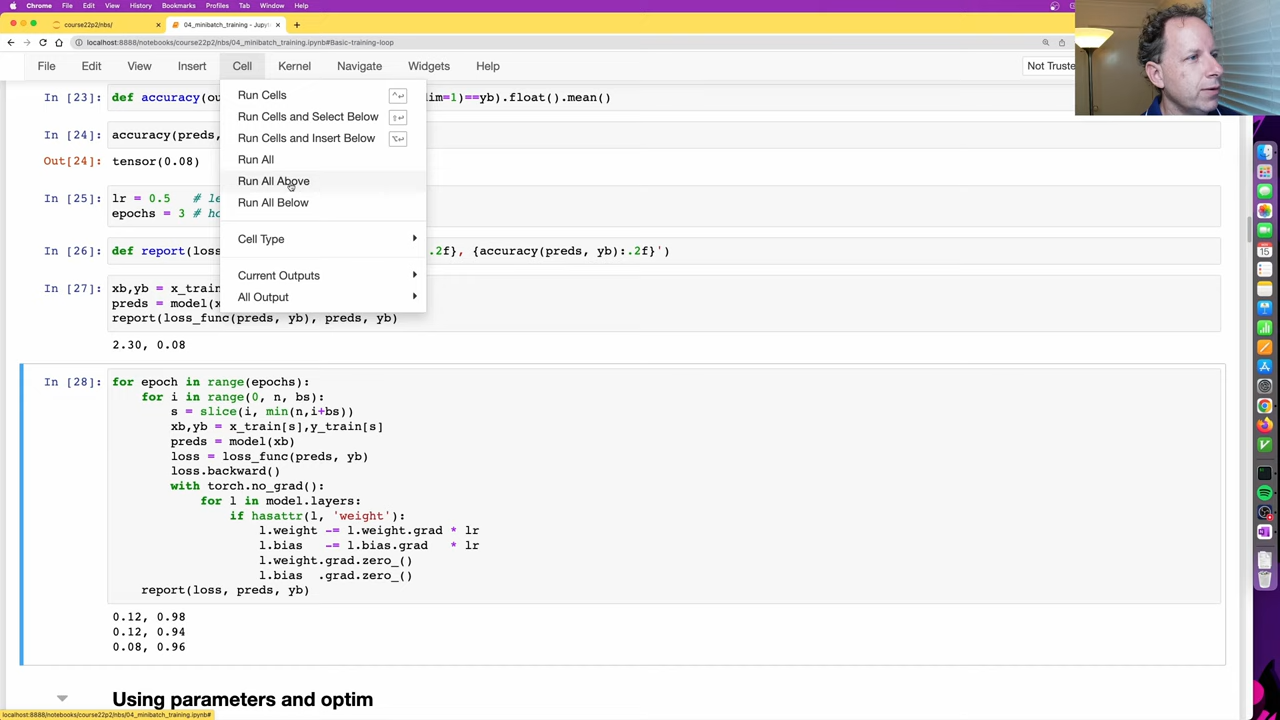 Chrome File Edit View History Bookmarks Profiles Tab Window Help
course22p2/nbs/
04_minibatch_training - Jupyt
localhost:8888/notebooks/course22p2/nbs/04_minibatch_training.ipynb#Basic-training-loop
File Edit View Insert Cell Kernel Navigate Widgets Help
Not Truste
Run Cells ^↵
Run Cells and Select Below ⇧↵
Run Cells and Insert Below ⌥↵
Run All
Run All Above
Run All Below
Cell Type
Current Outputs
All Output
In [23]: def accuracy(ou im=1)==yb).float().mean()
In [24]: accuracy(preds,
Out[24]: tensor(0.08)
In [25]: lr = 0.5 # le
epochs = 3 # ho
In [26]: def report(loss .2f}, {accuracy(preds, yb):.2f}')
In [27]: xb,yb = x_train
preds = model(x
report(loss_func(preds, yb), preds, yb)
2.30, 0.08
In [28]: for epoch in range(epochs):
for i in range(0, n, bs):
s = slice(i, min(n,i+bs))
xb,yb = x_train[s],y_train[s]
preds = model(xb)
loss = loss_func(preds, yb)
loss.backward()
with torch.no_grad():
for l in model.layers:
if hasattr(l, 'weight'):
l.weight -= l.weight.grad * lr
l.bias -= l.bias.grad * lr
l.weight.grad.zero_()
l.bias .grad.zero_()
report(loss, preds, yb)
0.12, 0.98
0.12, 0.94
0.08, 0.96
Using parameters and optim
localhost:8888/notebooks/course22p2/nbs/04_minibatch_training.ipynb#